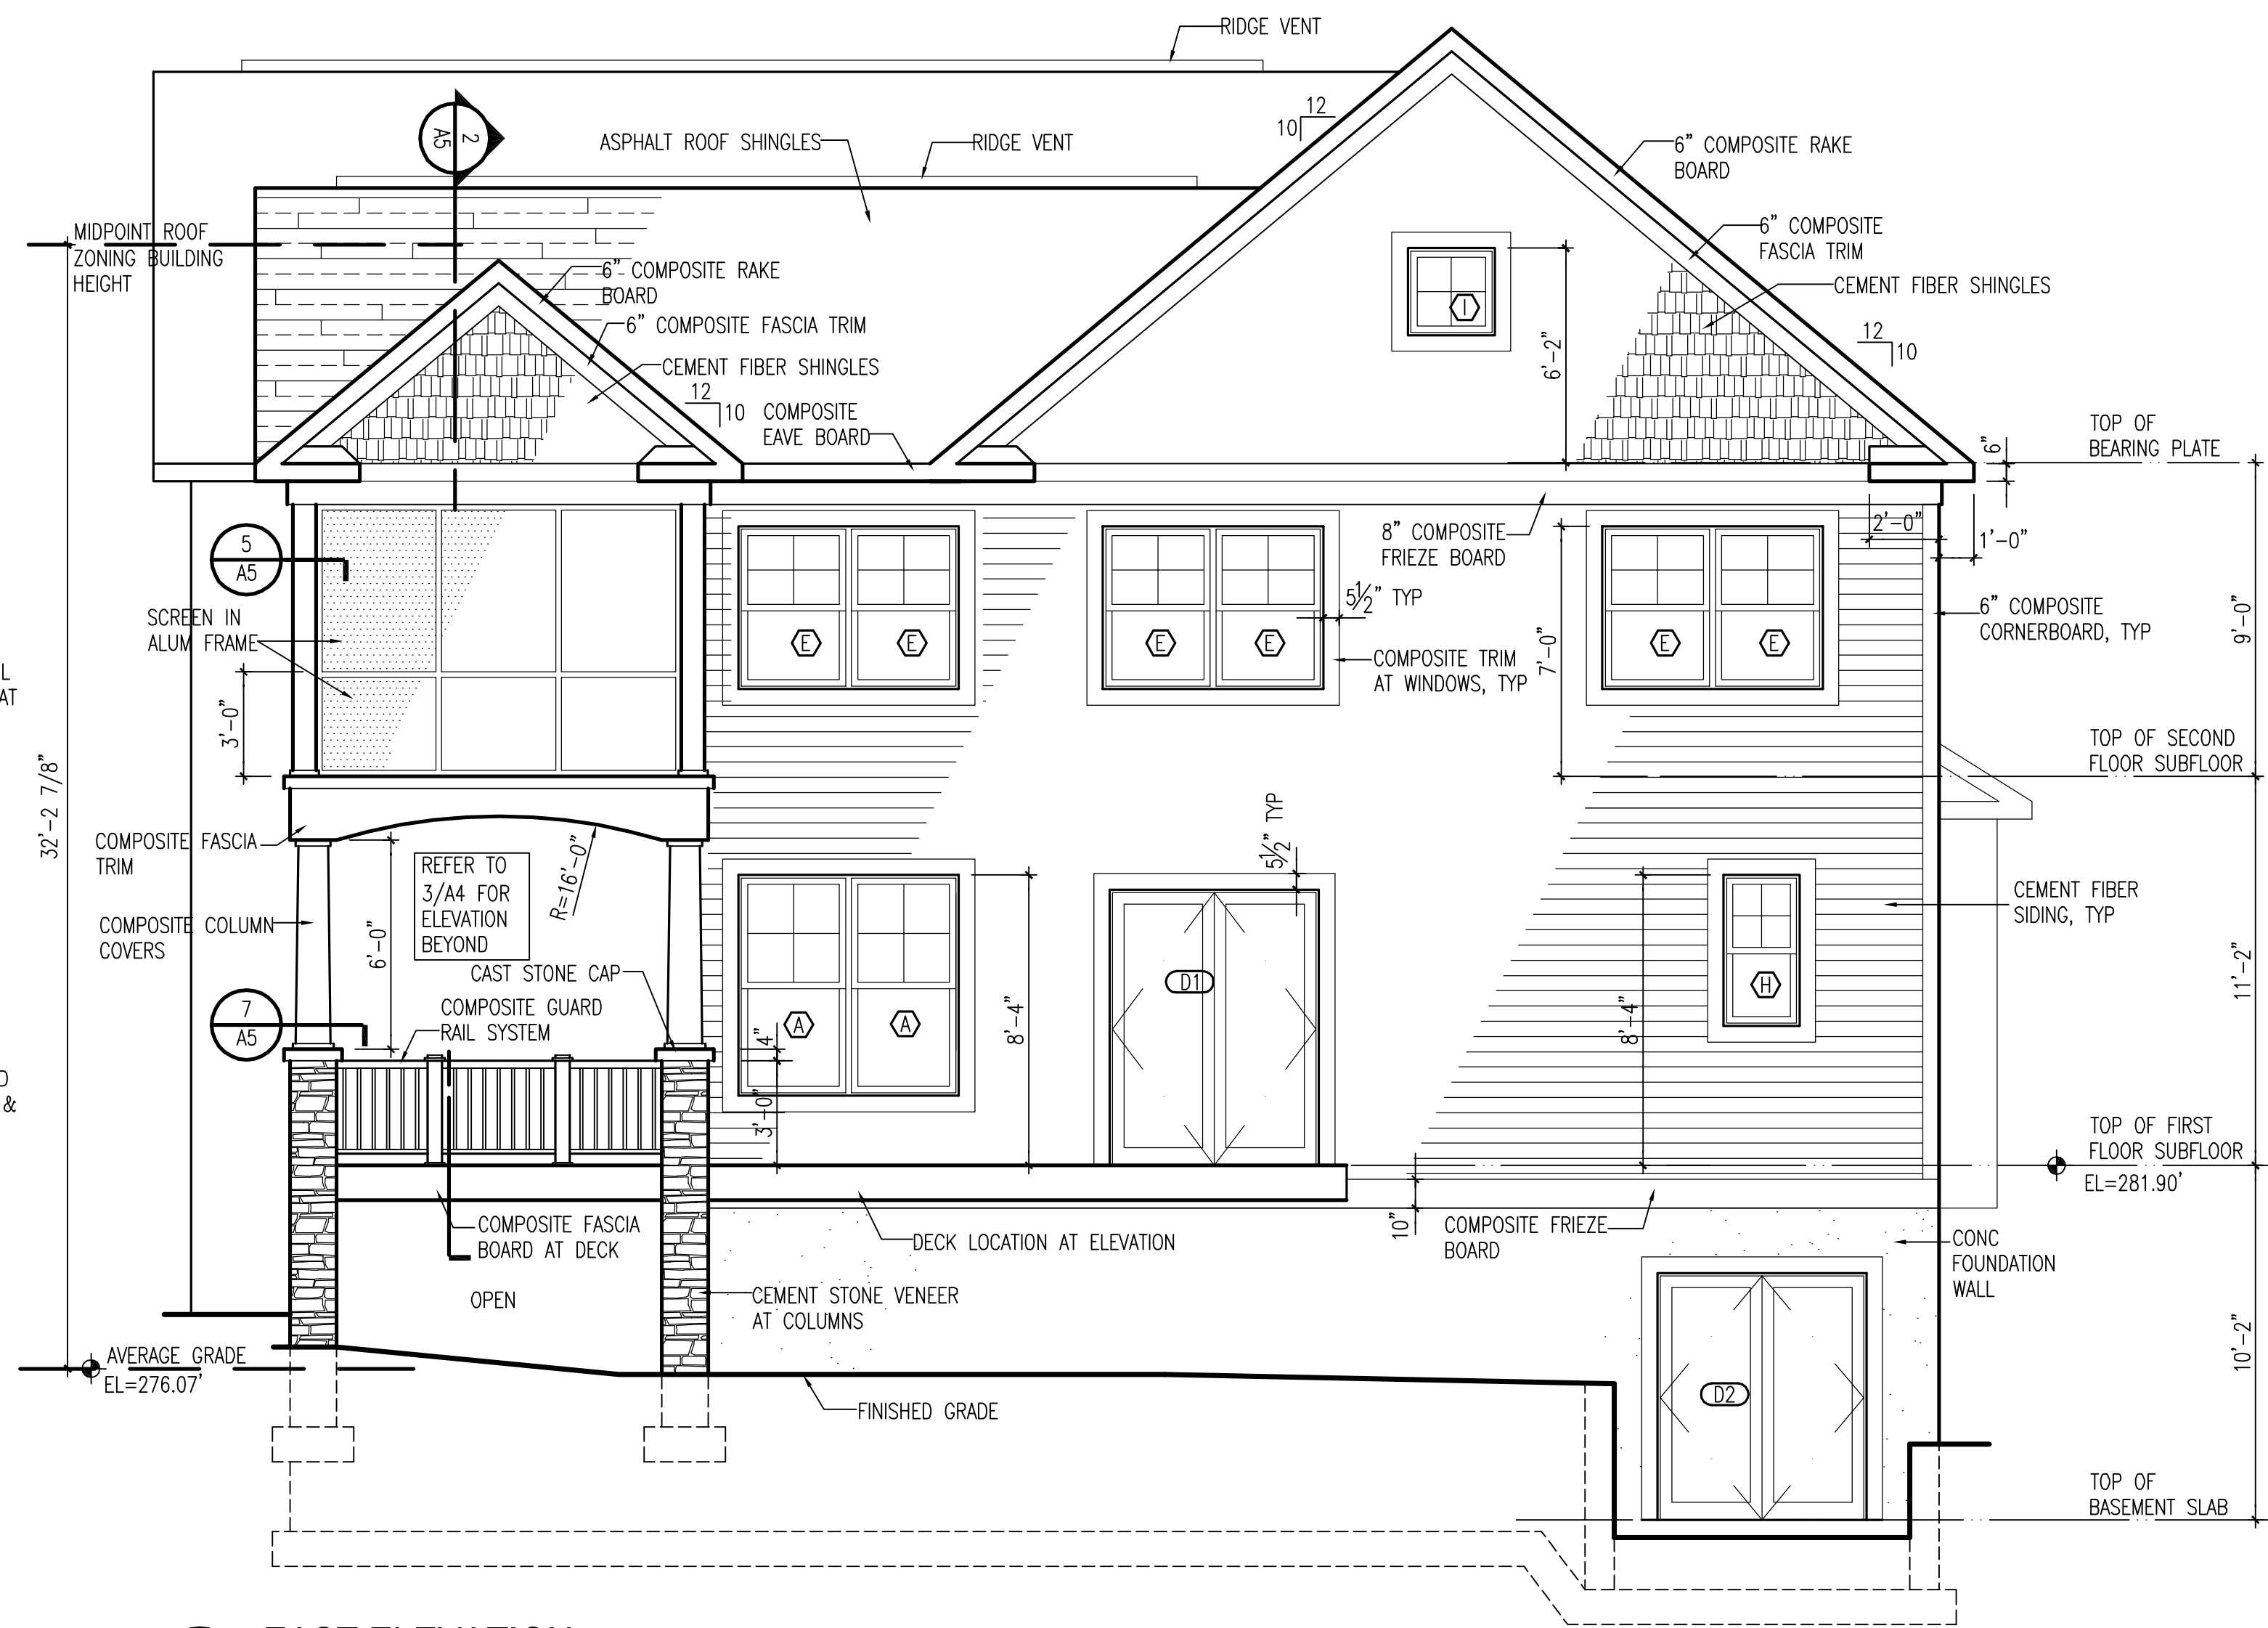 RIDGE VENT
2
A5
ASPHALT ROOF SHINGLES
RIDGE VENT
12
10
6" COMPOSITE RAKE
BOARD
MIDPOINT ROOF
ZONING BUILDING
HEIGHT
6" COMPOSITE
FASCIA TRIM
6" COMPOSITE RAKE
BOARD
CEMENT FIBER SHINGLES
I
6" COMPOSITE FASCIA TRIM
6'-2"
12
10
CEMENT FIBER SHINGLES
12
10
COMPOSITE
EAVE BOARD
TOP OF
BEARING PLATE
6"
5
A5
8" COMPOSITE
FRIEZE BOARD
2'-0"
1'-0"
SCREEN IN
ALUM FRAME
5½" TYP
6" COMPOSITE
CORNERBOARD, TYP
9'-0"
E
E
E
E
E
E
COMPOSITE TRIM
AT WINDOWS, TYP
7'-0"
L
AT
3'-0"
TOP OF SECOND
FLOOR SUBFLOOR
32'-2 7/8"
COMPOSITE FASCIA
TRIM
5½" TYP
REFER TO
3/A4 FOR
ELEVATION
BEYOND
R=16'-0"
6'-0"
COMPOSITE COLUMN
COVERS
CEMENT FIBER
SIDING, TYP
CAST STONE CAP
D1
H
11'-2"
7
A5
COMPOSITE GUARD
RAIL SYSTEM
A
A
4"
8'-4"
8'-4"
&
3'-0"
TOP OF FIRST
FLOOR SUBFLOOR
EL=281.90'
COMPOSITE FASCIA
BOARD AT DECK
DECK LOCATION AT ELEVATION
10"
COMPOSITE FRIEZE
BOARD
CONC
FOUNDATION
WALL
OPEN
CEMENT STONE VENEER
AT COLUMNS
10'-2"
AVERAGE GRADE
EL=276.07'
D2
FINISHED GRADE
TOP OF
BASEMENT SLAB
EAST ELEVATION